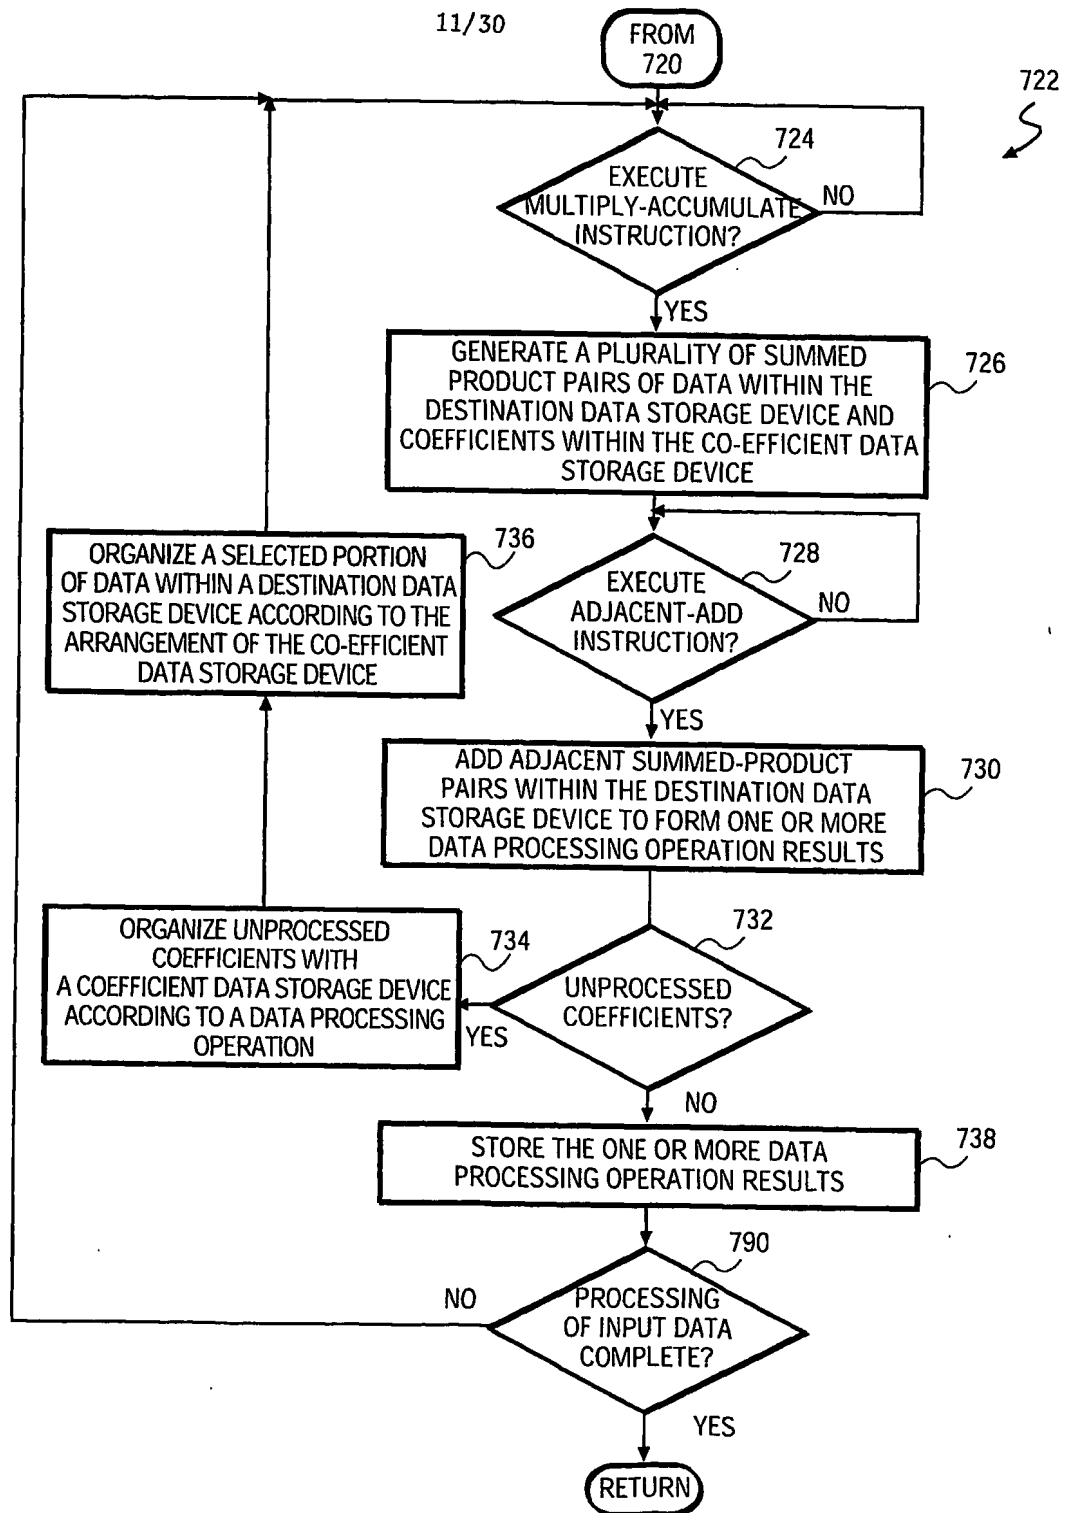 11/30
FROM
720
722
724
EXECUTE
MULTIPLY-ACCUMULATE
INSTRUCTION?
NO
YES
GENERATE A PLURALITY OF SUMMED
PRODUCT PAIRS OF DATA WITHIN THE
DESTINATION DATA STORAGE DEVICE AND
COEFFICIENTS WITHIN THE CO-EFFICIENT DATA
STORAGE DEVICE
726
ORGANIZE A SELECTED PORTION
OF DATA WITHIN A DESTINATION DATA
STORAGE DEVICE ACCORDING TO THE
ARRANGEMENT OF THE CO-EFFICIENT
DATA STORAGE DEVICE
736
728
EXECUTE
ADJACENT-ADD
INSTRUCTION?
NO
YES
ADD ADJACENT SUMMED-PRODUCT
PAIRS WITHIN THE DESTINATION DATA
STORAGE DEVICE TO FORM ONE OR MORE
DATA PROCESSING OPERATION RESULTS
730
ORGANIZE UNPROCESSED
COEFFICIENTS WITH
A COEFFICIENT DATA STORAGE DEVICE
ACCORDING TO A DATA PROCESSING
OPERATION
734
732
UNPROCESSED
COEFFICIENTS?
YES
NO
STORE THE ONE OR MORE DATA
PROCESSING OPERATION RESULTS
738
790
PROCESSING
OF INPUT DATA
COMPLETE?
NO
YES
RETURN